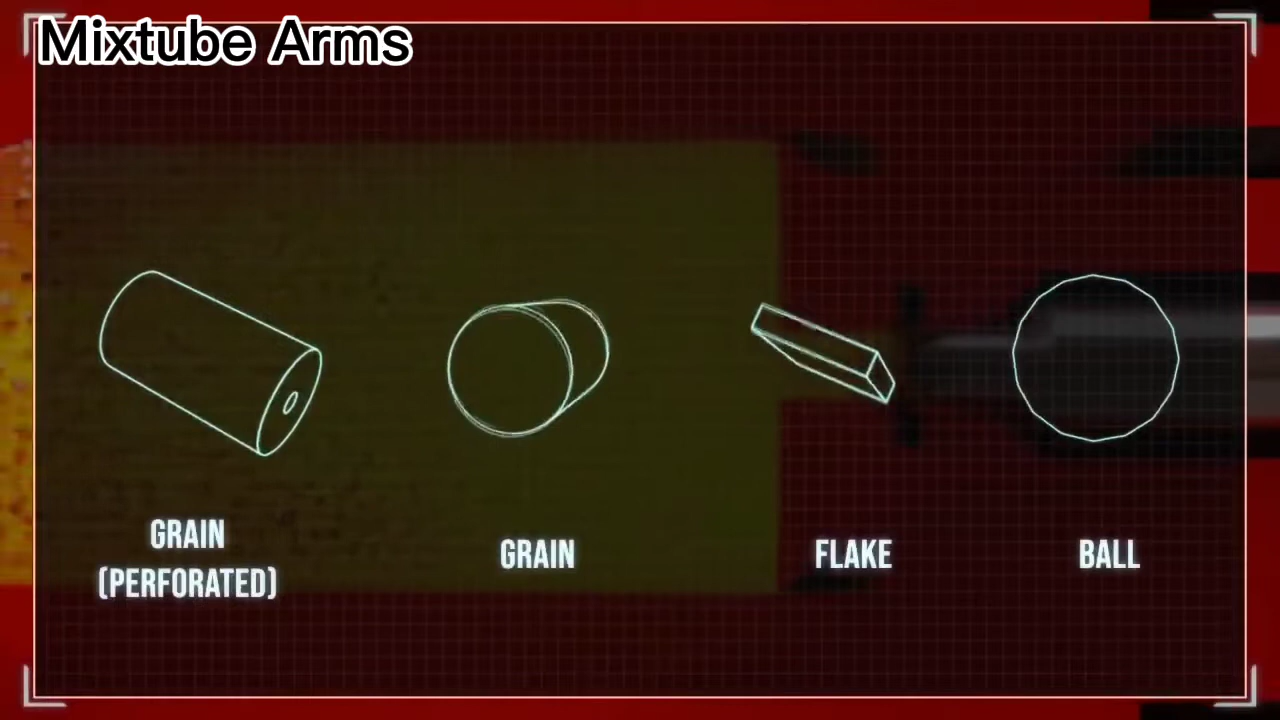 Mixtube Arms
GRAIN
(PERFORATED)
GRAIN
FLAKE
BALL